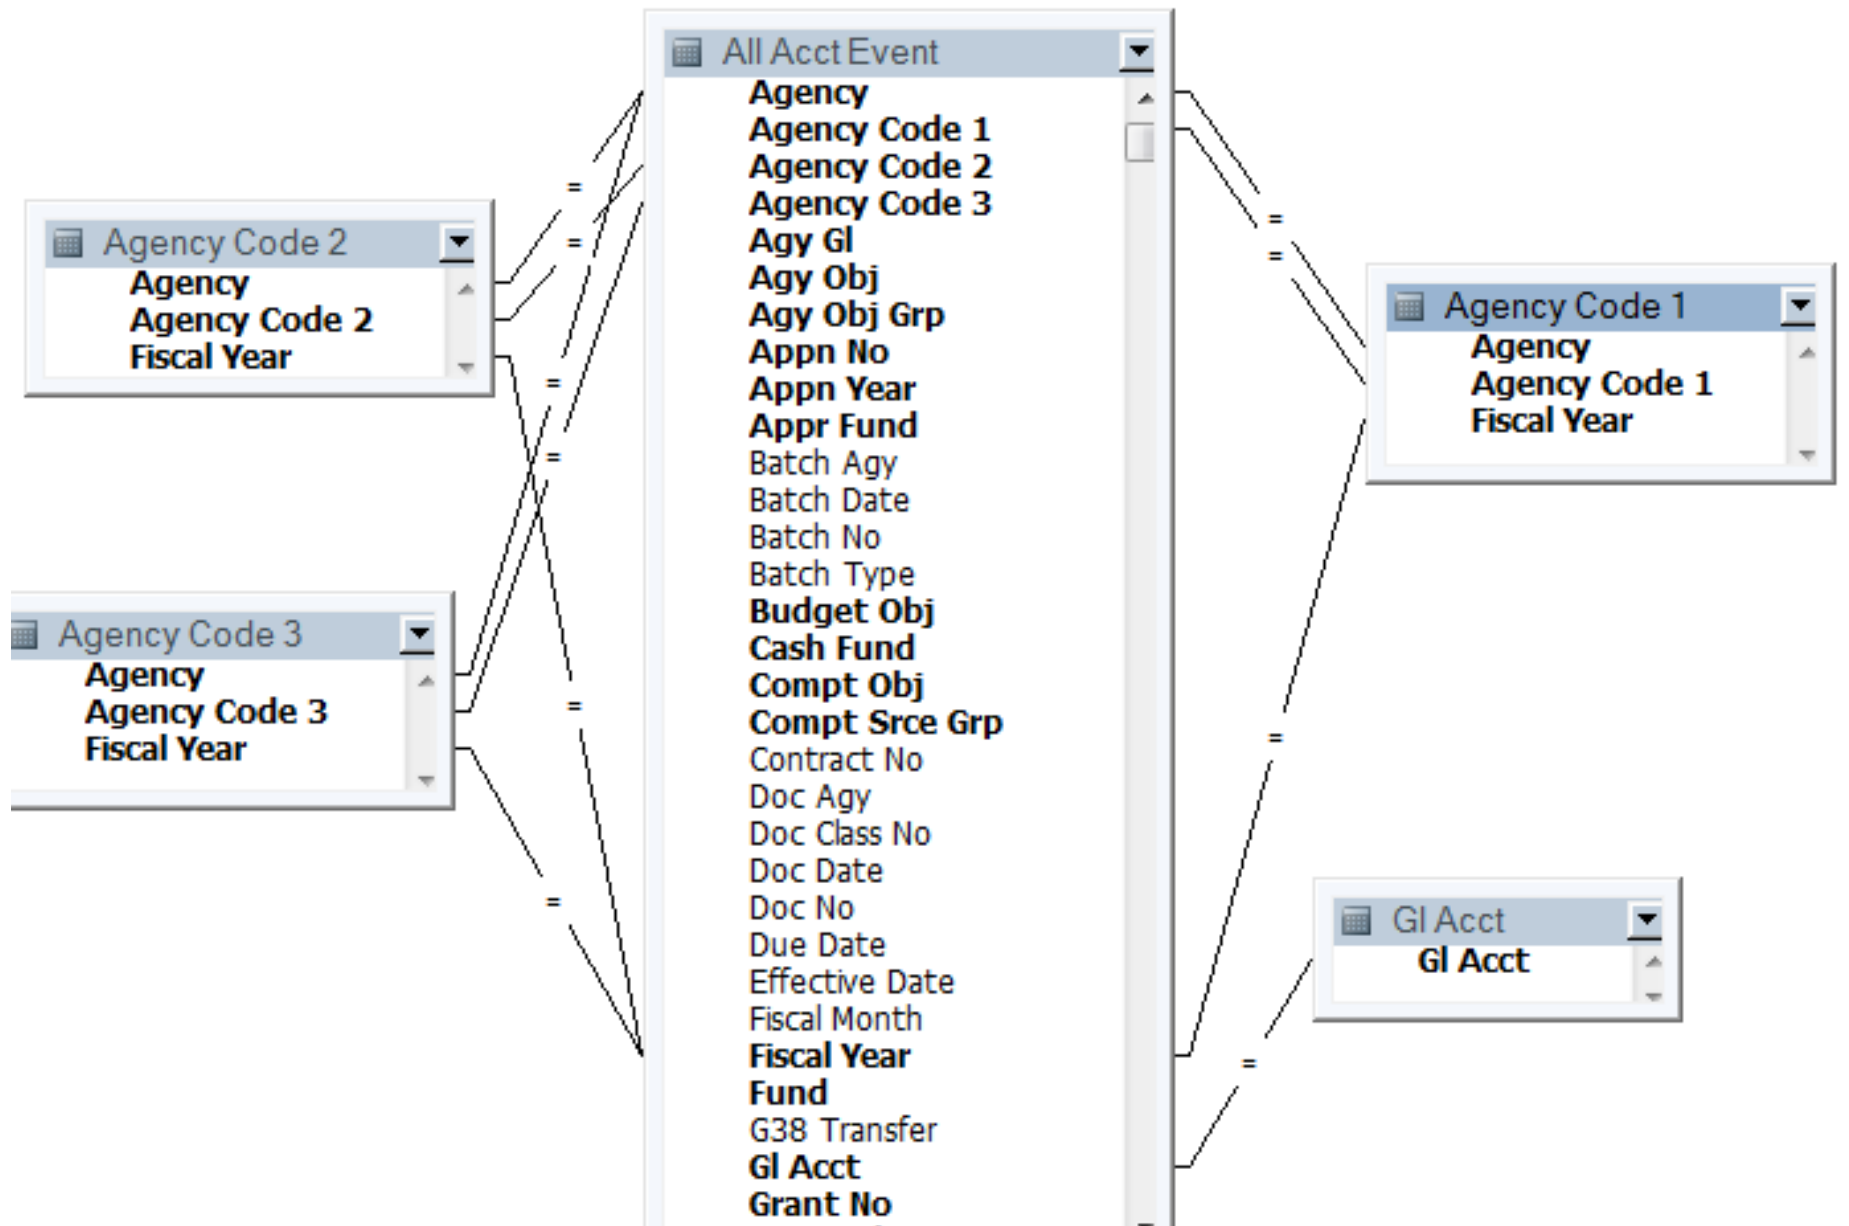 All Acct Event
Agency
Agency Code 1
Agency Code 2
Agency Code 3
Agy Gl
Agy Obj
Agy Obj Grp
Appn No
Appn Year
Appr Fund
Batch Agy
Batch Date
Batch No
Batch Type
Budget Obj
Cash Fund
Compt Obj
Compt Srce Grp
Contract No
Doc Agy
Doc Class No
Doc Date
Doc No
Due Date
Effective Date
Fiscal Month
Fiscal Year
Fund
G38 Transfer
Gl Acct
Grant No
Agency Code 2
Agency
Agency Code 2
Fiscal Year
Agency Code 3
Agency
Agency Code 3
Fiscal Year
Agency Code 1
Agency
Agency Code 1
Fiscal Year
Gl Acct
Gl Acct
=
=
=
=
=
=
=
=
=
=